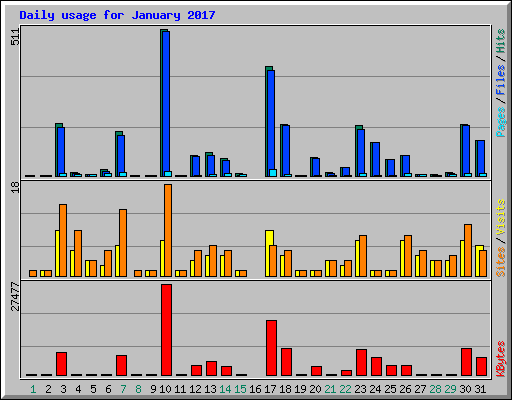 Daily usage for January 2017
511
Pages/Files/Hits
18
Sites/Visits
27477
KBytes
1 2 3 4 5 6 7 8 9 10 11 12 13 14 15 16 17 18 19 20 21 22 23 24 25 26 27 28 29 30 31